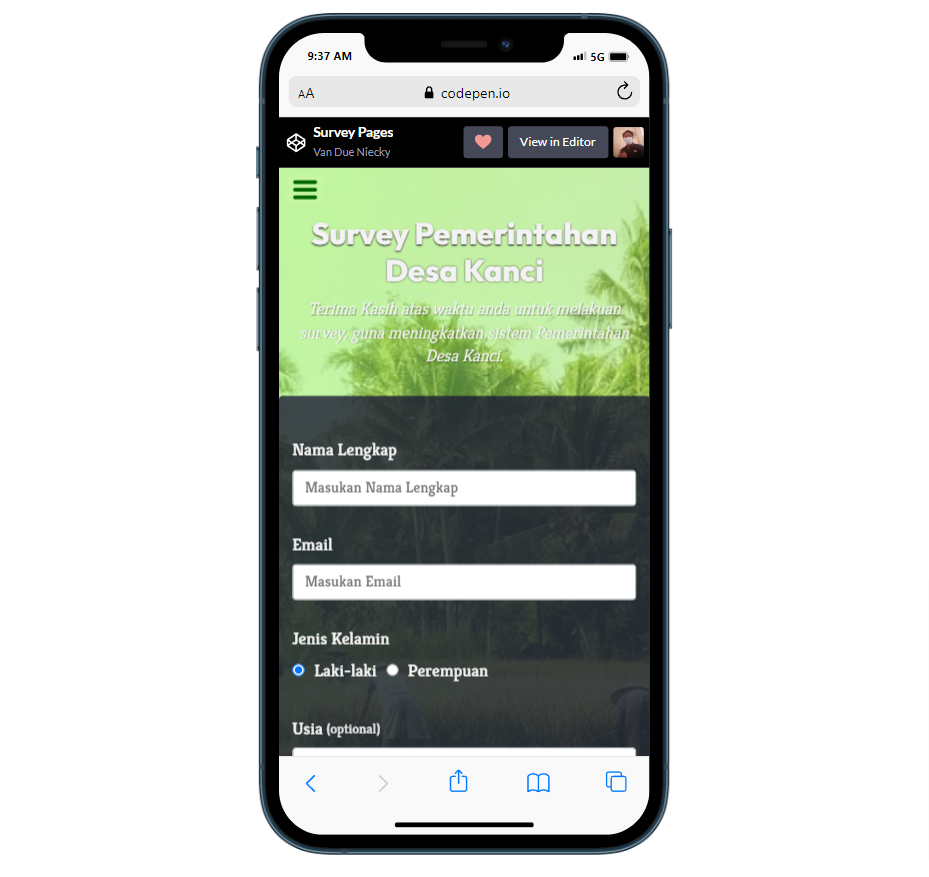 9:37 AM
5G
AA
codepen.io
Survey Pages
Van Due Niecky
View in Editor
Survey Pemerintahan
Desa Kanci
Terima Kasih atas waktu anda untuk melakuan
survey, guna meningkatkan sistem Pemerintahan
Desa Kanci.
Nama Lengkap
Masukan Nama Lengkap
Email
Masukan Email
Jenis Kelamin
Laki-laki Perempuan
Usia (optional)